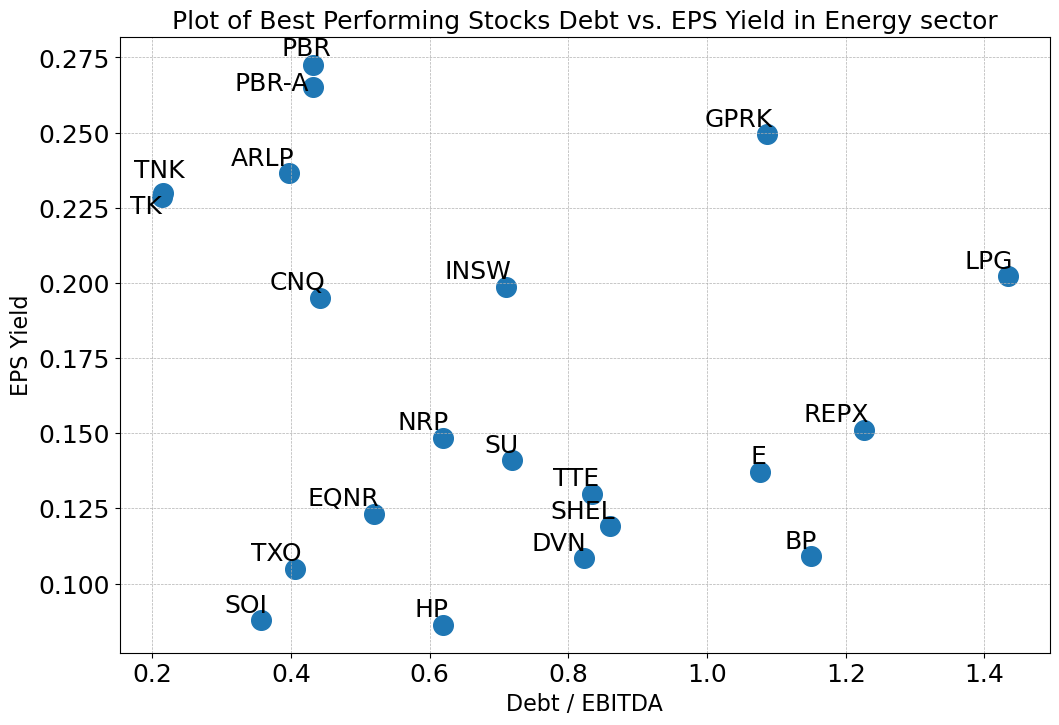 Plot of Best Performing Stocks Debt vs. EPS Yield in Energy sector
0.275
0.250
0.225
0.200
0.175
0.150
0.125
0.100
EPS Yield
PBR
PBR-A
GPRK
ARLP
TNK
TK
LPG
INSW
CNQ
REPX
NRP
SU
E
TTE
EQNR
SHEL
DVN
BP
TXO
SOI
HP
0.2 0.4 0.6 0.8 1.0 1.2 1.4
Debt / EBITDA